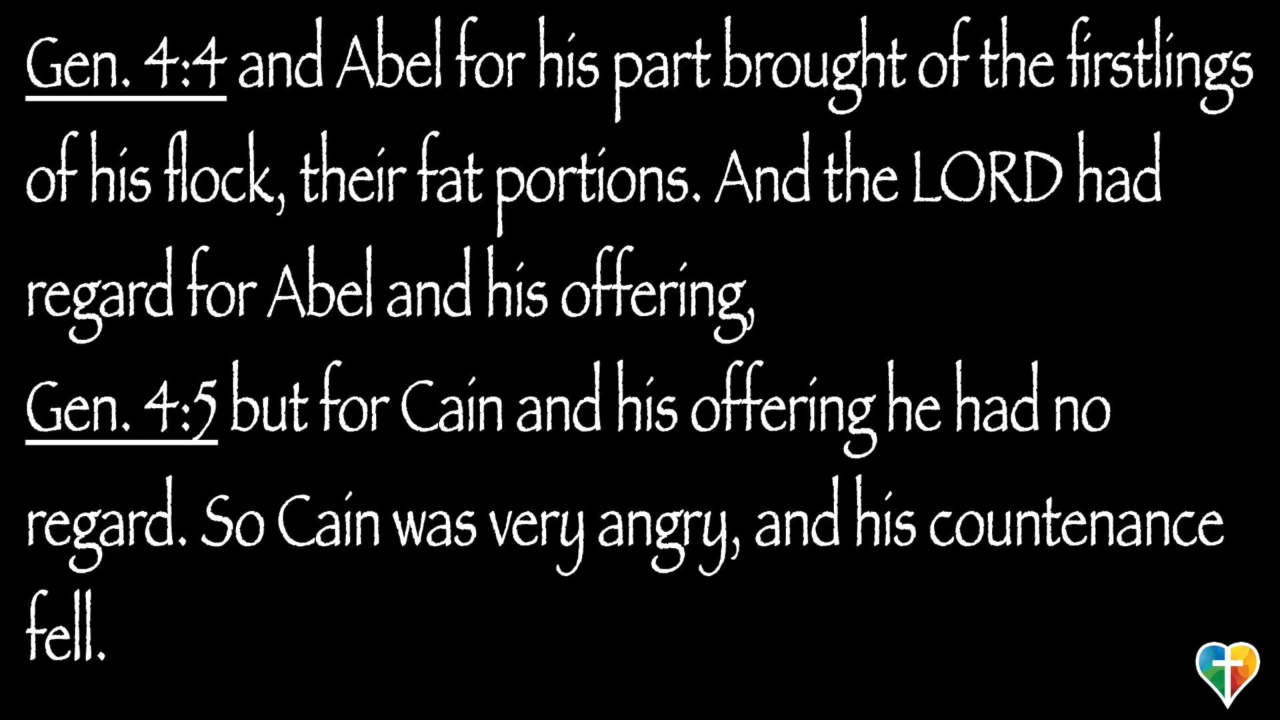 Gen. 4:4 and Abel for his part brought of the firstlings
of his flock, their fat portions. And the LORD had
regard for Abel and his offering,
Gen. 4:5 but for Cain and his offering he had no
regard. So Cain was very angry, and his countenance
fell.